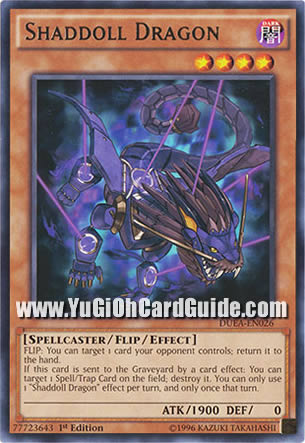 SHADDOLL DRAGON
DARK
闇
www.YuGiOhCardGuide.com
DUEA-EN026
[SPELLCASTER/FLIP/EFFECT]
FLIP: You can target 1 card your opponent controls; return it to
the hand.
If this card is sent to the Graveyard by a card effect: You can
target 1 Spell/Trap Card on the field; destroy it. You can only use
1 "Shaddoll Dragon" effect per turn, and only once that turn.
ATK/1900 DEF/ 0
77723643 1st Edition ©1996 KAZUKI TAKAHASHI